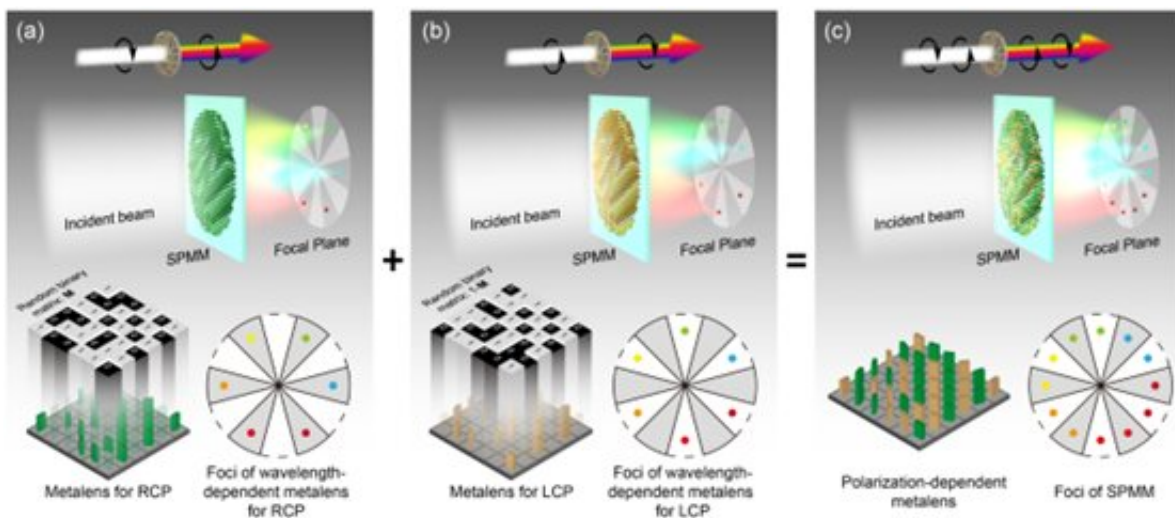 (a)
Incident beam
SPMM
Focal Plane
Random binary
matrix: M
Metalens for RCP
Foci of wavelength-
dependent metalens
for RCP
+
(b)
Incident beam
SPMM
Focal Plane
Random binary
matrix: 1-M
Metalens for LCP
Foci of wavelength-
dependent metalens
for LCP
=
(c)
Incident beam
SPMM
Focal Plane
Polarization-dependent
metalens
Foci of SPMM